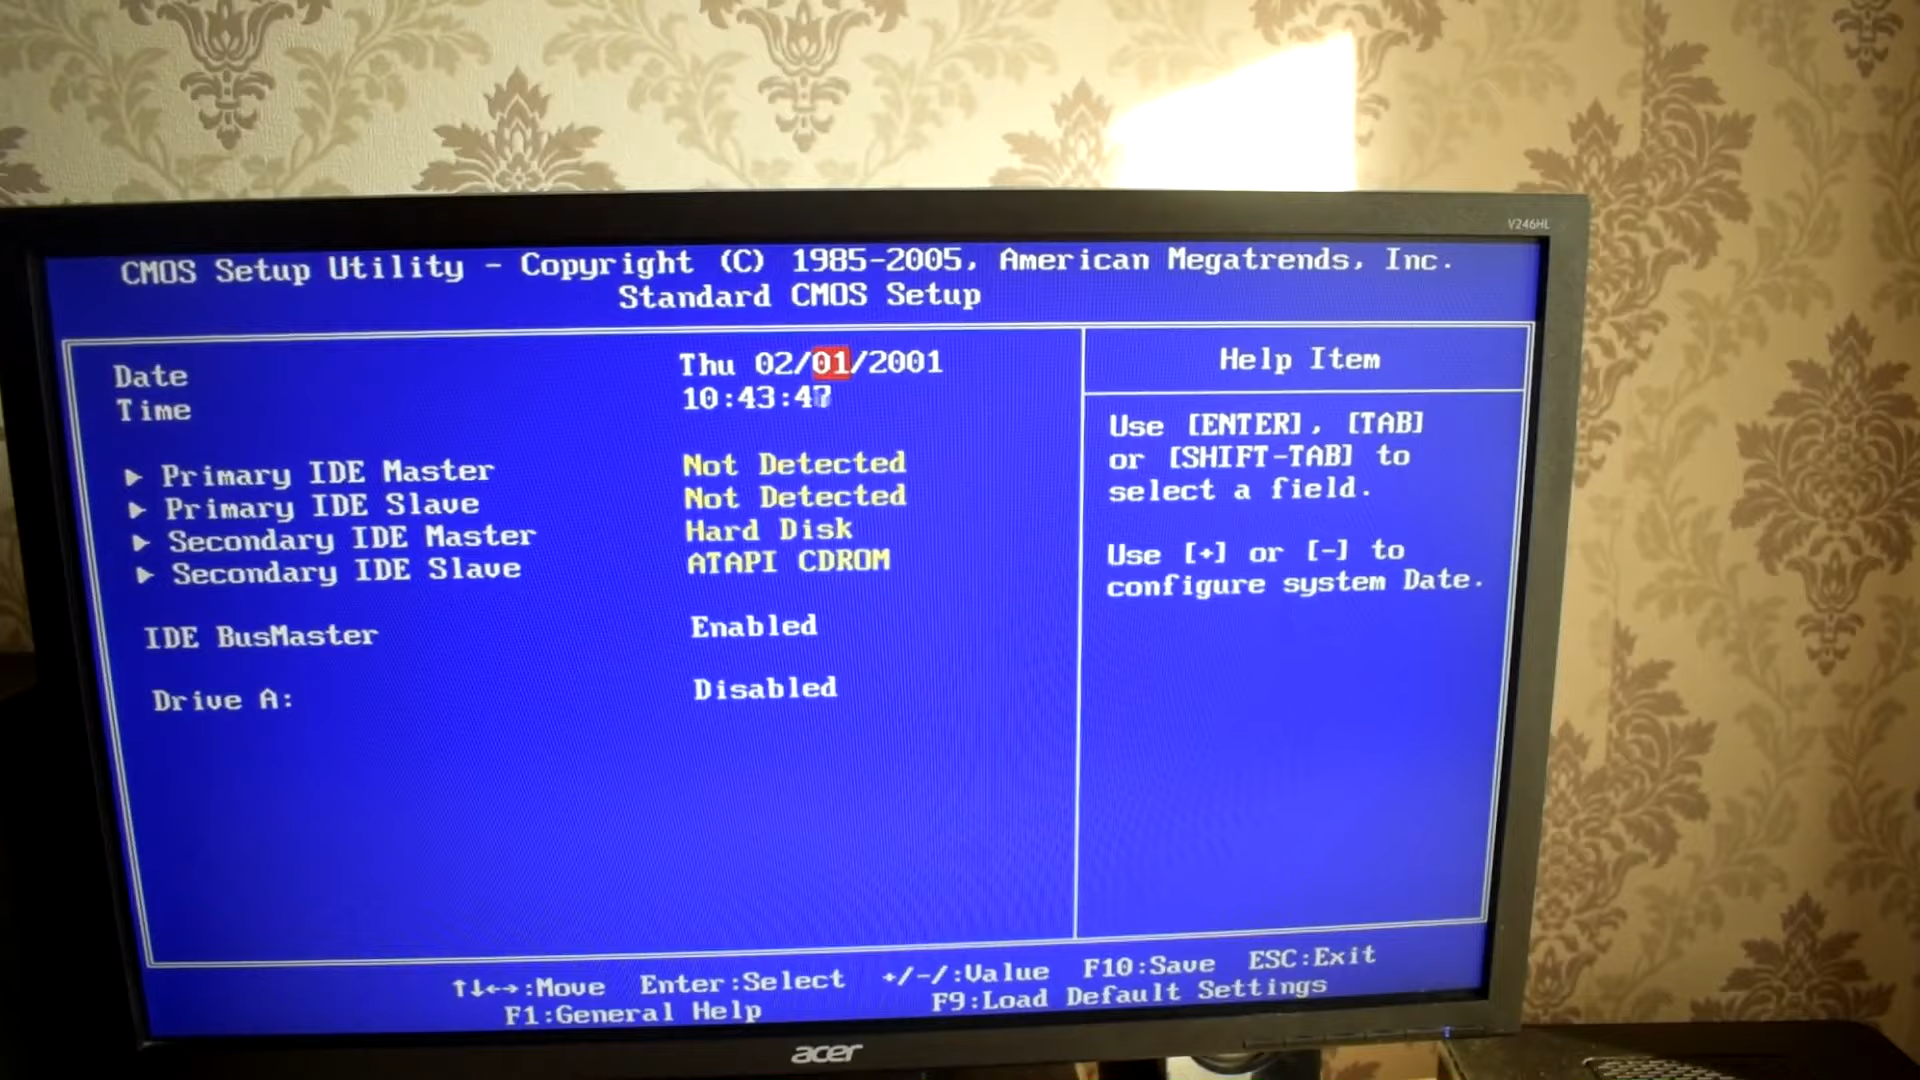 V246HL
CMOS Setup Utility - Copyright (C) 1985-2005, American Megatrends, Inc.
Standard CMOS Setup
Date Thu 02/01/2001
Time 10:43:47
▶ Primary IDE Master Not Detected
▶ Primary IDE Slave Not Detected
▶ Secondary IDE Master Hard Disk
▶ Secondary IDE Slave ATAPI CDROM
IDE BusMaster Enabled
Drive A: Disabled
Help Item
Use [ENTER], [TAB]
or [SHIFT-TAB] to
select a field.
Use [+] or [-] to
configure system Date.
↑↓←→:Move Enter:Select +/-/:Value F10:Save ESC:Exit
F1:General Help F9:Load Default Settings
acer